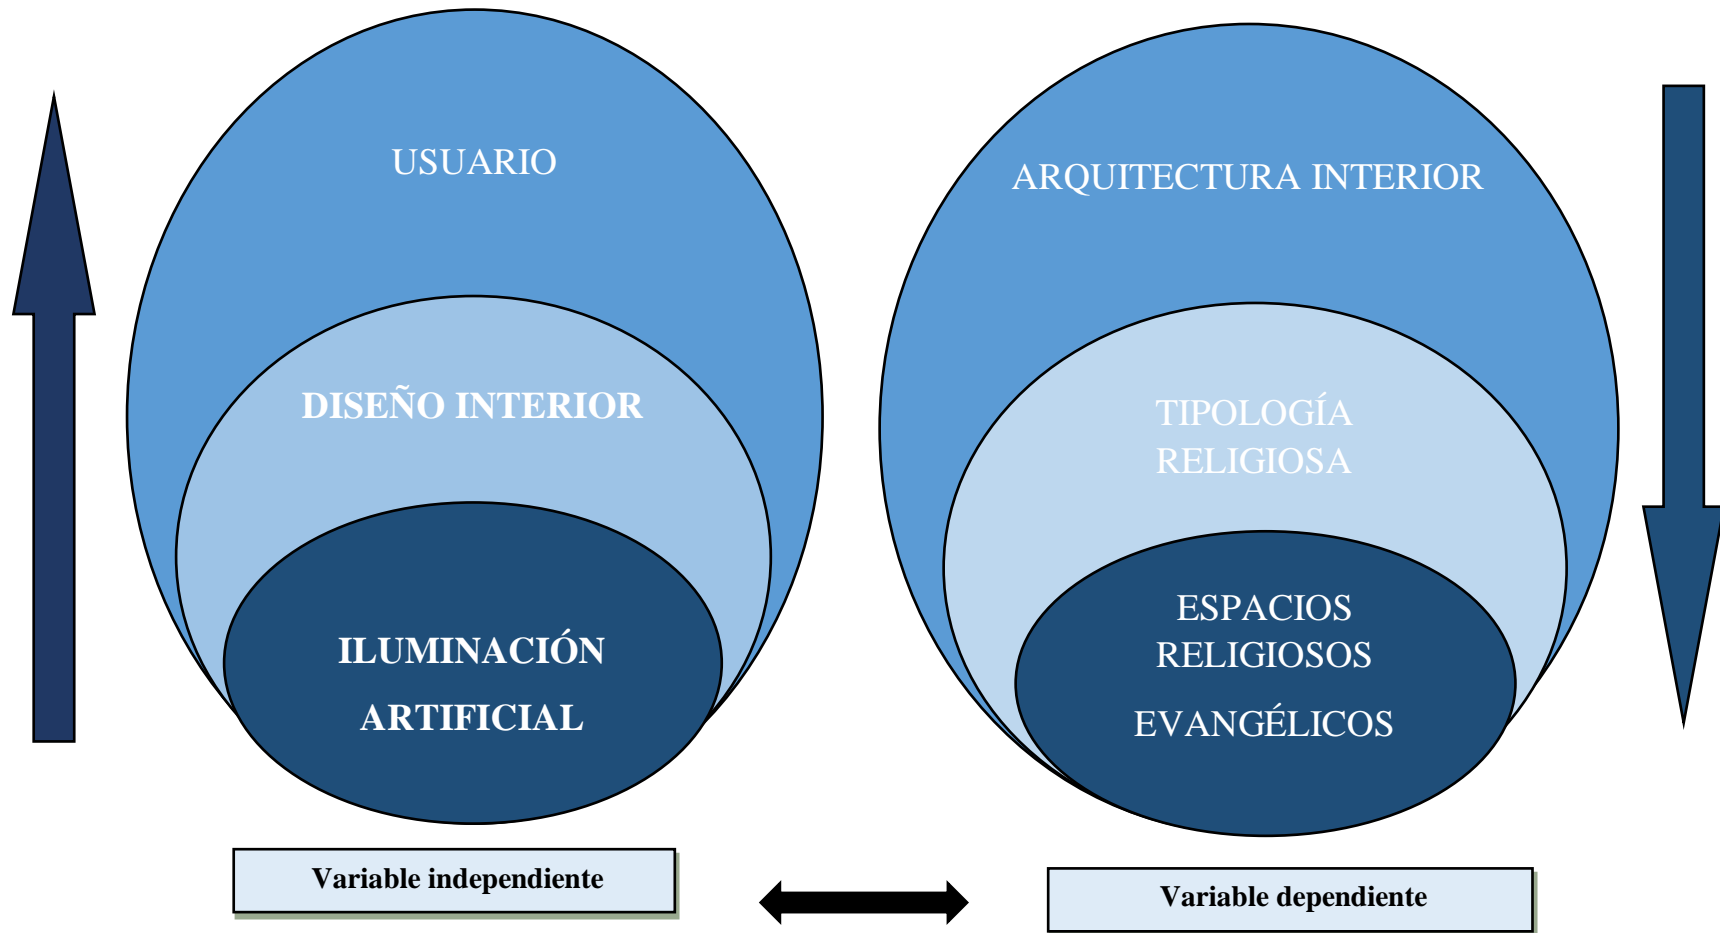 USUARIO
DISEÑO INTERIOR
ILUMINACIÓN
ARTIFICIAL
Variable independiente
ARQUITECTURA INTERIOR
TIPOLOGÍA
RELIGIOSA
ESPACIOS
RELIGIOSOS
EVANGÉLICOS
Variable dependiente